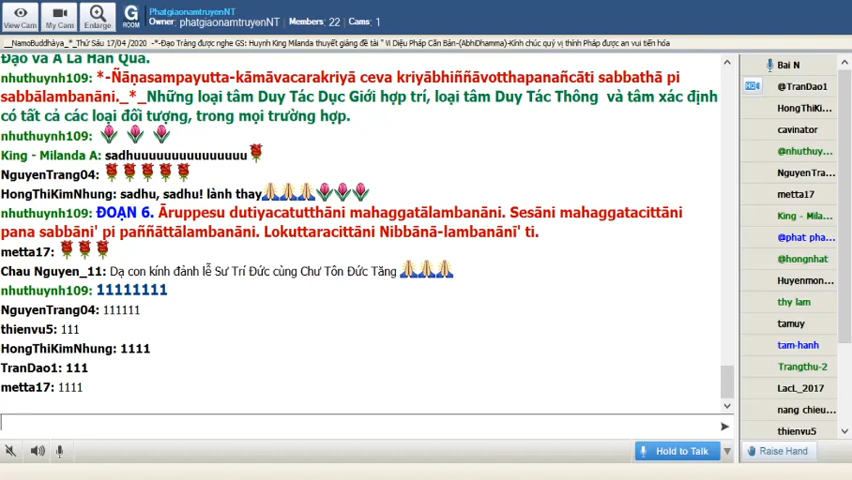 View Cam
My Cam
Enlarge
G ROOM
PhatgiaonamtruyenNT
Owner: phatgiaonamtruyenNT Members: 22 Cams: 1
__NamoBuddhàya_*_Thứ Sáu 17/04 /2020 -*-Đạo Tràng được nghe GS: Huynh King Milanda thuyết giảng đề tài " Vi Diệu Pháp Căn Bản-(AbhiDhamma)-Kính chúc quý vị thính Pháp được an vui tiến hóa
Đạo và A La Hán Quả.
nhuthuynh109: *-Ñāṇasampayutta-kāmāvacarakriyā ceva kriyābhiññāvotthapanañcāti sabbathā pi
sabbālambanāni._*_Những loại tâm Duy Tác Dục Giới hợp trí, loại tâm Duy Tác Thông và tâm xác định
có tất cả các loại đối tượng, trong mọi trường hợp.
nhuthuynh109:
King - Milanda A: sadhuuuuuuuuuuuuuuuu
NguyenTrang04:
HongThiKimNhung: sadhu, sadhu! lành thay
nhuthuynh109: ĐOẠN 6. Āruppesu dutiyacatutthāni mahaggatālambanāni. Sesāni mahaggatacittāni
pana sabbāni' pi paññāttālambanāni. Lokuttaracittāni Nibbānā-lambanānī' ti.
metta17:
Chau Nguyen_11: Dạ con kính đảnh lễ Sư Trí Đức cùng Chư Tôn Đức Tăng
nhuthuynh109: 11111111
NguyenTrang04: 111111
thienvu5: 111
HongThiKimNhung: 1111
TranDao1: 111
metta17: 1111
Hold to Talk
Bai N
@TranDao1
HongThiKi...
cavinator
@nhuthuy...
NguyenTra...
metta17
King - Mila...
@phat pha...
@hongnhat
Huyenmon...
thy lam
tamuy
tam-hanh
Trangthu-2
LacL_2017
nang chieu...
thienvu5
Raise Hand